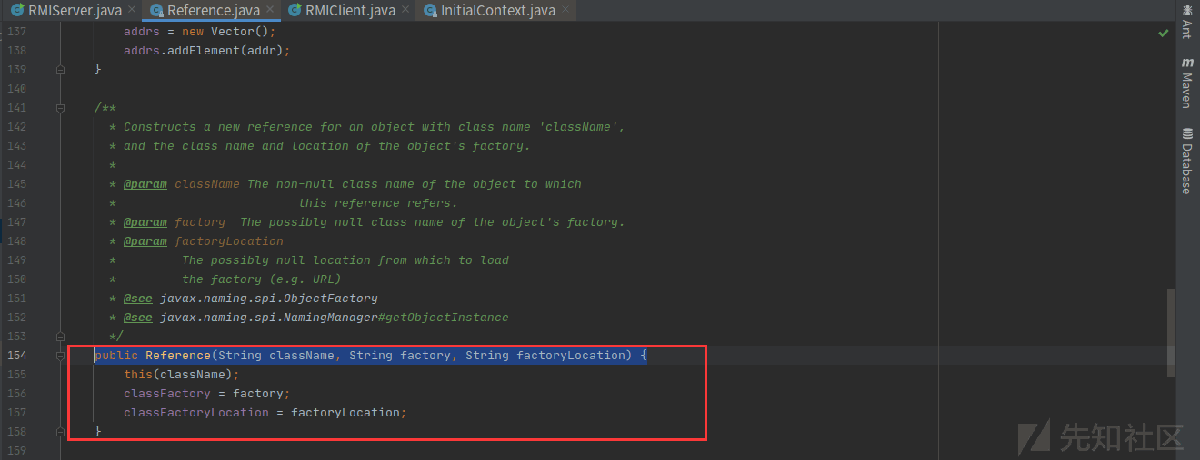 RMIServer.java × Reference.java × RMIClient.java × InitialContext.java ×
137 addrs = new Vector();
138 addrs.addElement(addr);
139 }
140
141 /**
142 * Constructs a new reference for an object with class name 'className',
143 * and the class name and location of the object's factory.
144 *
145 * @param className The non-null class name of the object to which
146 * this reference refers.
147 * @param factory The possibly null class name of the object's factory.
148 * @param factoryLocation
149 * The possibly null location from which to load
150 * the factory (e.g. URL)
151 * @see javax.naming.spi.ObjectFactory
152 * @see javax.naming.spi.NamingManager#getObjectInstance
153 */
154 public Reference(String className, String factory, String factoryLocation) {
155 this(className);
156 classFactory = factory;
157 classFactoryLocation = factoryLocation;
158 }
159
Ant
m Maven
Database
先知社区